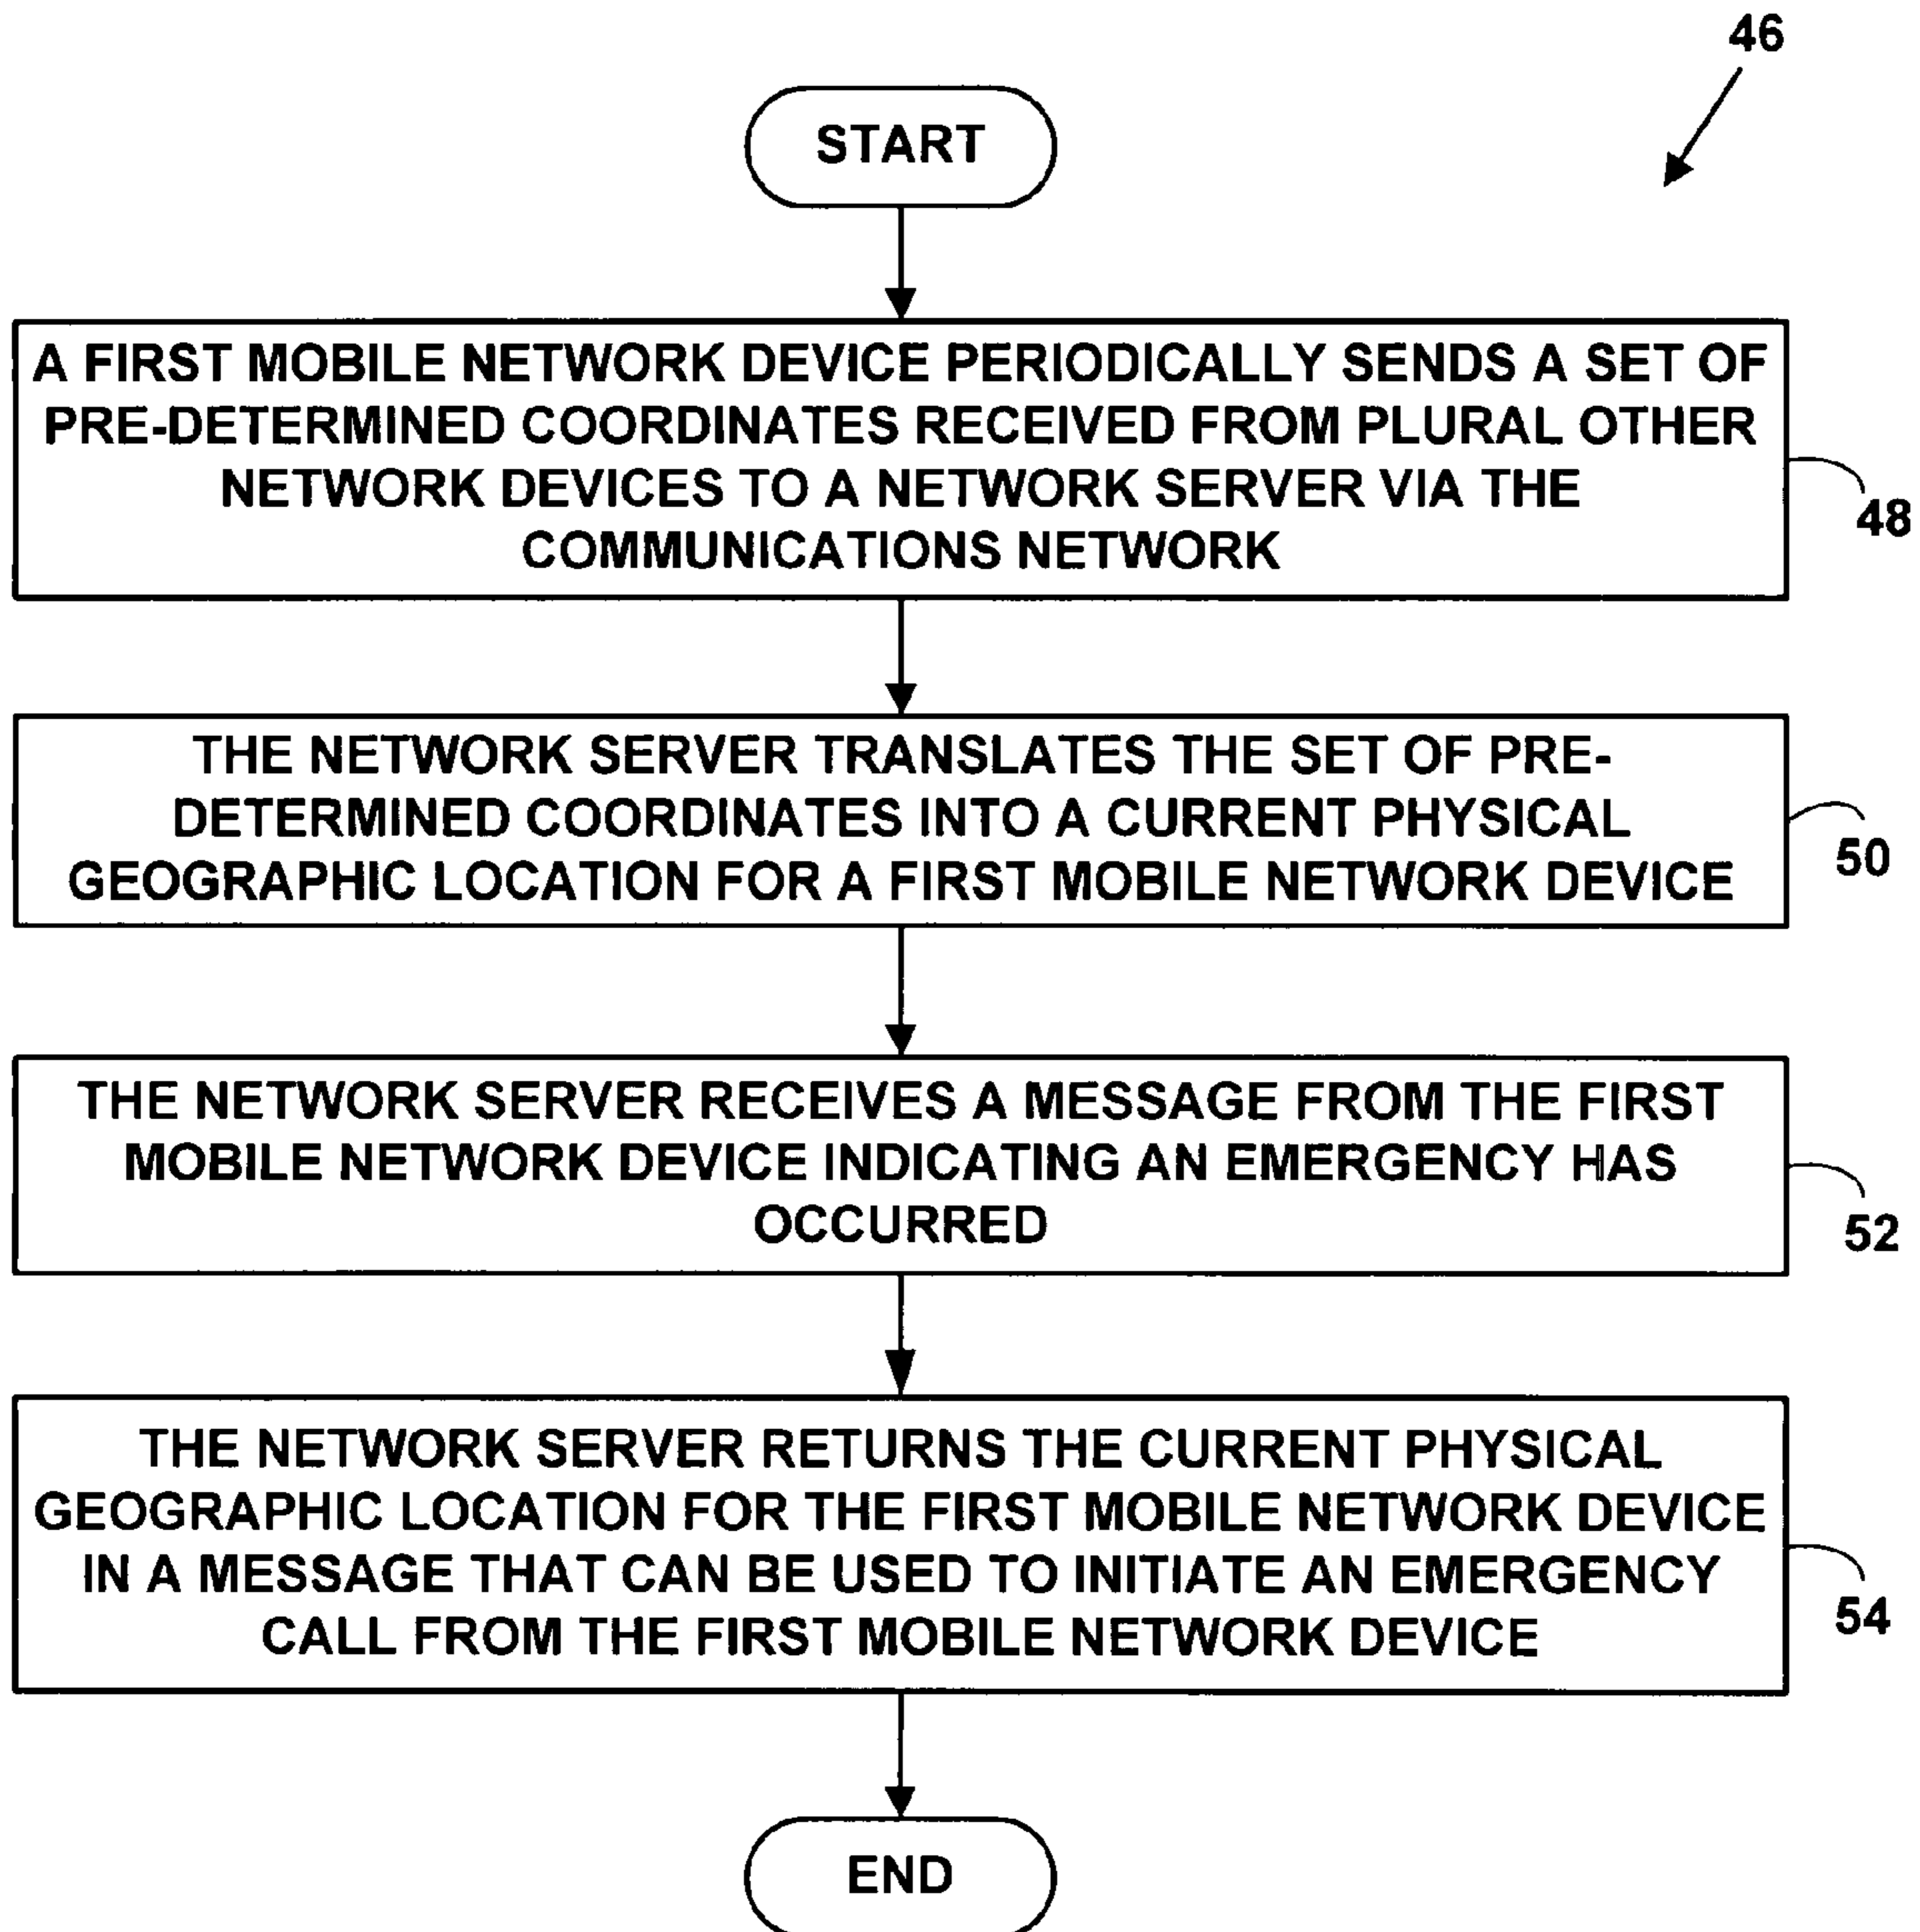 46
START
A FIRST MOBILE NETWORK DEVICE PERIODICALLY SENDS A SET OF
PRE-DETERMINED COORDINATES RECEIVED FROM PLURAL OTHER
NETWORK DEVICES TO A NETWORK SERVER VIA THE
COMMUNICATIONS NETWORK
48
THE NETWORK SERVER TRANSLATES THE SET OF PRE-
DETERMINED COORDINATES INTO A CURRENT PHYSICAL
GEOGRAPHIC LOCATION FOR A FIRST MOBILE NETWORK DEVICE
50
THE NETWORK SERVER RECEIVES A MESSAGE FROM THE FIRST
MOBILE NETWORK DEVICE INDICATING AN EMERGENCY HAS
OCCURRED
52
THE NETWORK SERVER RETURNS THE CURRENT PHYSICAL
GEOGRAPHIC LOCATION FOR THE FIRST MOBILE NETWORK DEVICE
IN A MESSAGE THAT CAN BE USED TO INITIATE AN EMERGENCY
CALL FROM THE FIRST MOBILE NETWORK DEVICE
54
END